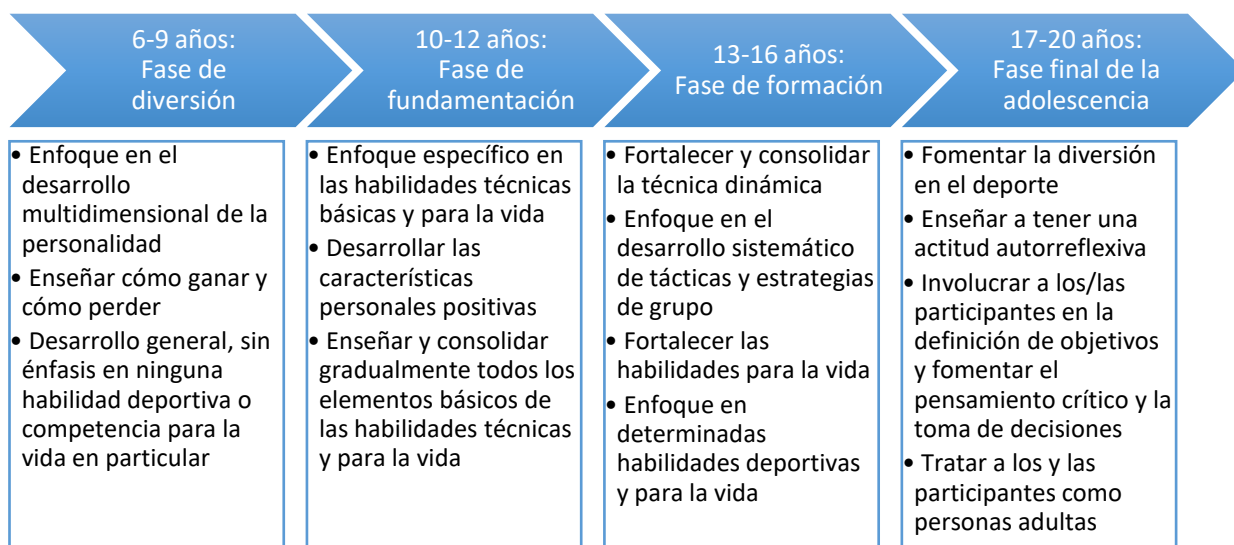 6-9 años:
Fase de
diversión
10-12 años:
Fase de
fundamentación
13-16 años:
Fase de formación
17-20 años:
Fase final de la
adolescencia
• Enfoque en el
desarrollo
multidimensional de la
personalidad
• Enseñar cómo ganar y
cómo perder
• Desarrollo general, sin
énfasis en ninguna
habilidad deportiva o
competencia para la
vida en particular
• Enfoque específico en
las habilidades técnicas
básicas y para la vida
• Desarrollar las
características
personales positivas
• Enseñar y consolidar
gradualmente todos los
elementos básicos de
las habilidades técnicas
y para la vida
• Fortalecer y consolidar
la técnica dinámica
• Enfoque en el
desarrollo sistemático
de tácticas y estrategias
de grupo
• Fortalecer las
habilidades para la vida
• Enfoque en
determinadas
habilidades deportivas
y para la vida
• Fomentar la diversión
en el deporte
• Enseñar a tener una
actitud autorreflexiva
• Involucrar a los/las
participantes en la
definición de objetivos
y fomentar el
pensamiento crítico y la
toma de decisiones
• Tratar a los y las
participantes como
personas adultas